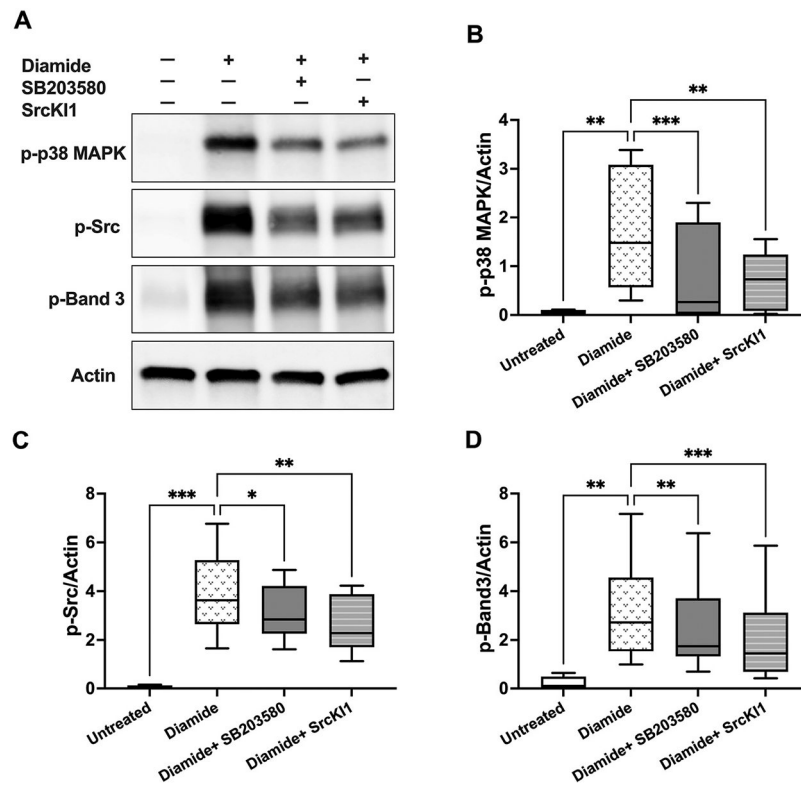 A
Diamide – + + +
SB203580 – – + –
SrcKI1 – – – +
p-p38 MAPK
p-Src
p-Band 3
Actin
B
p-p38 MAPK/Actin
4
3
2
1
0
** ***
**
Untreated
Diamide
Diamide+ SB203580
Diamide+ SrcKI1
C
p-Src/Actin
8
6
4
2
0
**
*** *
Untreated
Diamide
Diamide+ SB203580
Diamide+ SrcKI1
D
p-Band3/Actin
8
6
4
2
0
***
** **
Untreated
Diamide
Diamide+ SB203580
Diamide+ SrcKI1